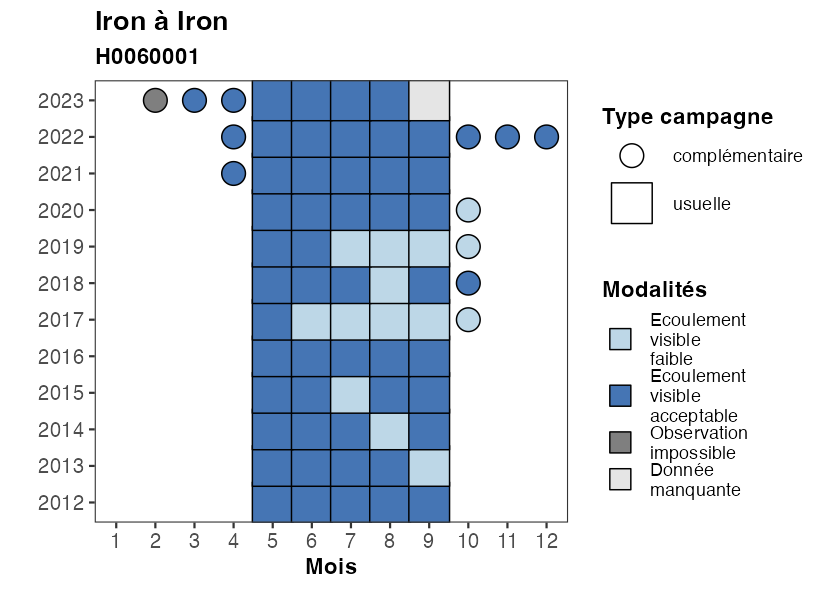 Iron à Iron
H0060001
2023
2022
2021
2020
2019
2018
2017
2016
2015
2014
2013
2012
1 2 3 4 5 6 7 8 9 10 11 12
Mois
Type campagne
complémentaire
usuelle
Modalités
Ecoulement
visible
faible
Ecoulement
visible
acceptable
Observation
impossible
Donnée
manquante